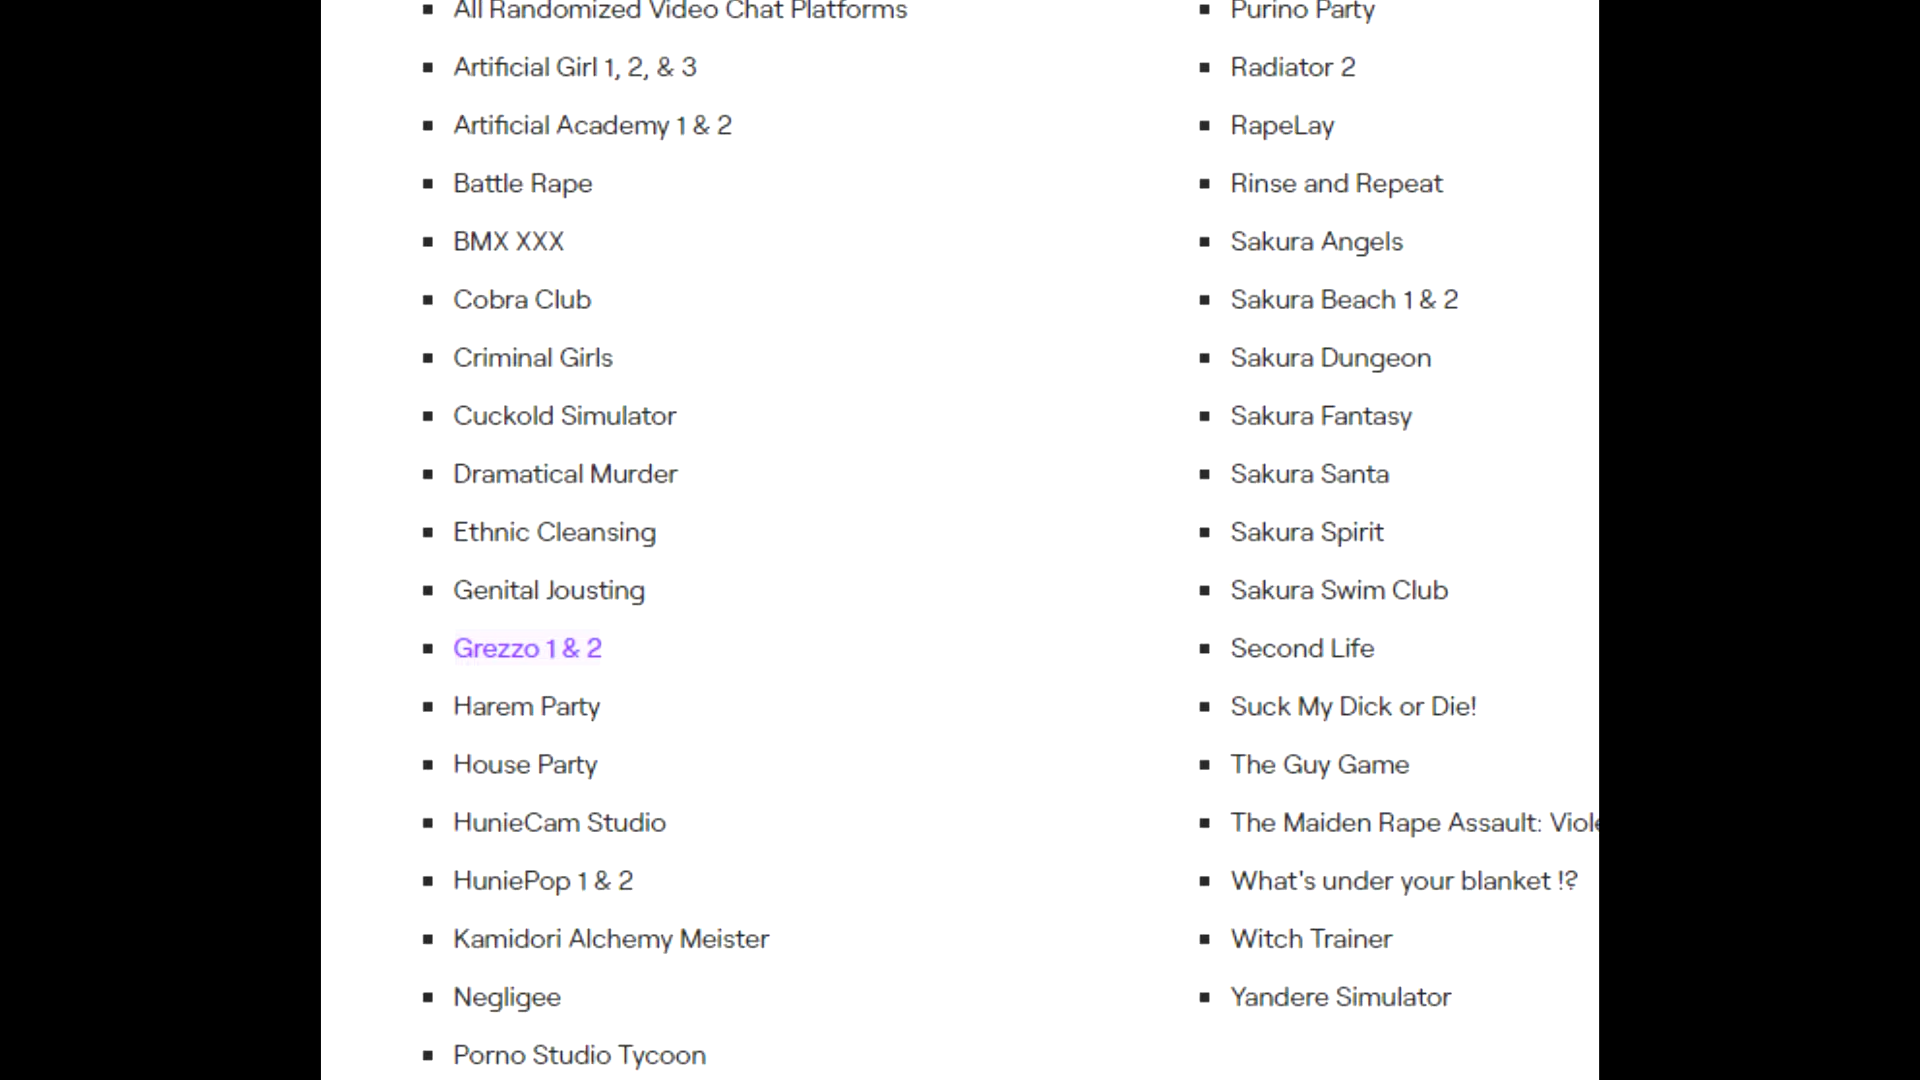 All Randomized Video Chat Platforms
Artificial Girl 1, 2, & 3
Artificial Academy 1 & 2
Battle Rape
BMX XXX
Cobra Club
Criminal Girls
Cuckold Simulator
Dramatical Murder
Ethnic Cleansing
Genital Jousting
Grezzo 1 & 2
Harem Party
House Party
HunieCam Studio
HuniePop 1 & 2
Kamidori Alchemy Meister
Negligee
Porno Studio Tycoon
Purino Party
Radiator 2
RapeLay
Rinse and Repeat
Sakura Angels
Sakura Beach 1 & 2
Sakura Dungeon
Sakura Fantasy
Sakura Santa
Sakura Spirit
Sakura Swim Club
Second Life
Suck My Dick or Die!
The Guy Game
The Maiden Rape Assault: Viole
What's under your blanket !?
Witch Trainer
Yandere Simulator